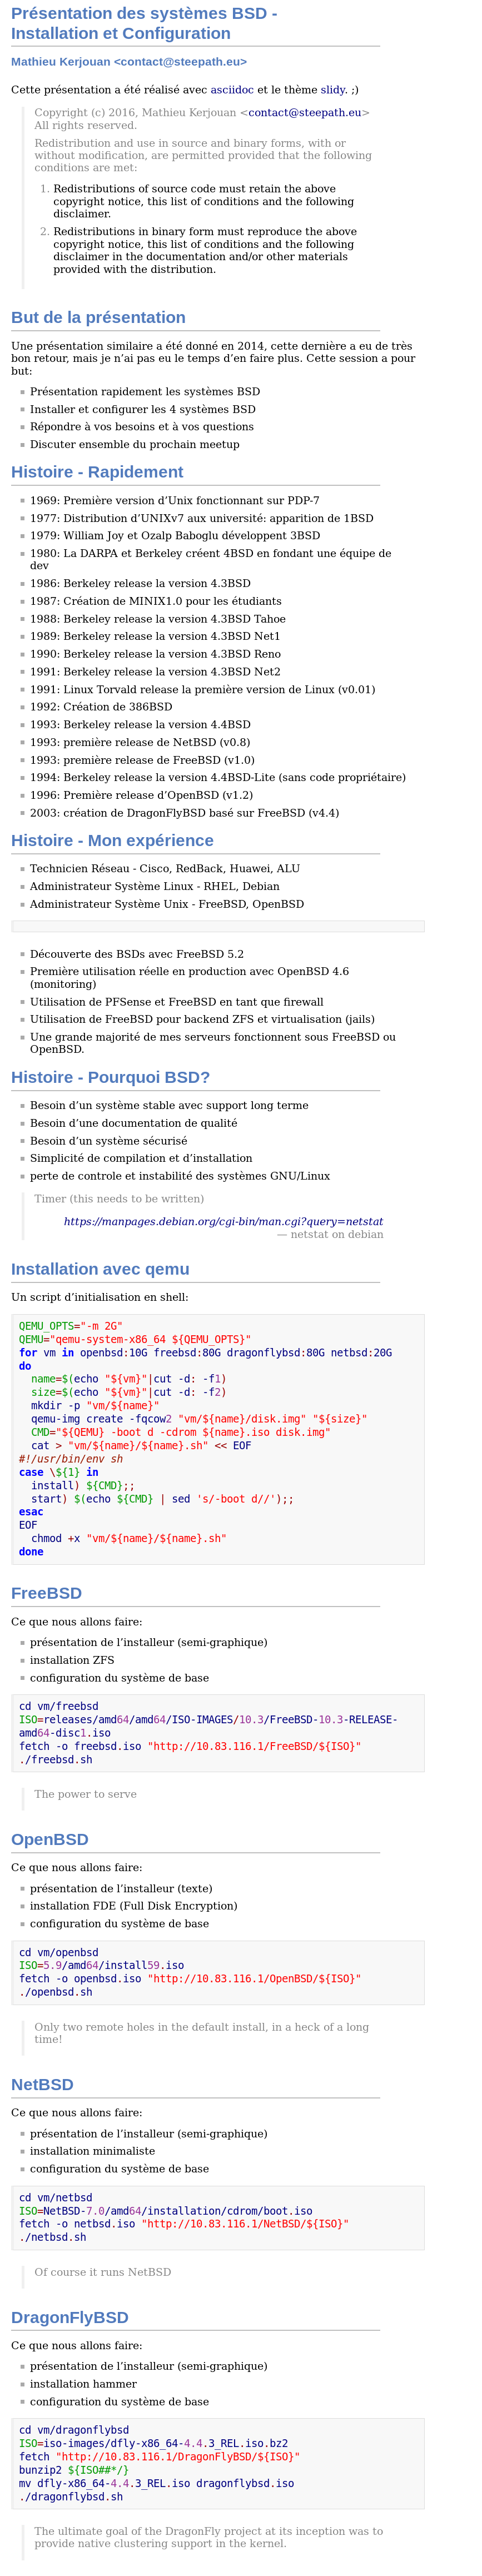 Présentation des systèmes BSD -
Installation et Configuration
Mathieu Kerjouan <contact@steepath.eu>
Cette présentation a été réalisé avec asciidoc et le thème slidy. ;)
Copyright (c) 2016, Mathieu Kerjouan <contact@steepath.eu>
All rights reserved.
Redistribution and use in source and binary forms, with or
without modification, are permitted provided that the following
conditions are met:
1. Redistributions of source code must retain the above
copyright notice, this list of conditions and the following
disclaimer.
2. Redistributions in binary form must reproduce the above
copyright notice, this list of conditions and the following
disclaimer in the documentation and/or other materials
provided with the distribution.
But de la présentation
Une présentation similaire a été donné en 2014, cette dernière a eu de très
bon retour, mais je n’ai pas eu le temps d’en faire plus. Cette session a pour
but:
Présentation rapidement les systèmes BSD
Installer et configurer les 4 systèmes BSD
Répondre à vos besoins et à vos questions
Discuter ensemble du prochain meetup
Histoire - Rapidement
1969: Première version d’Unix fonctionnant sur PDP-7
1977: Distribution d’UNIXv7 aux université: apparition de 1BSD
1979: William Joy et Ozalp Baboglu développent 3BSD
1980: La DARPA et Berkeley créent 4BSD en fondant une équipe de
dev
1986: Berkeley release la version 4.3BSD
1987: Création de MINIX1.0 pour les étudiants
1988: Berkeley release la version 4.3BSD Tahoe
1989: Berkeley release la version 4.3BSD Net1
1990: Berkeley release la version 4.3BSD Reno
1991: Berkeley release la version 4.3BSD Net2
1991: Linux Torvald release la première version de Linux (v0.01)
1992: Création de 386BSD
1993: Berkeley release la version 4.4BSD
1993: première release de NetBSD (v0.8)
1993: première release de FreeBSD (v1.0)
1994: Berkeley release la version 4.4BSD-Lite (sans code propriétaire)
1996: Première release d’OpenBSD (v1.2)
2003: création de DragonFlyBSD basé sur FreeBSD (v4.4)
Histoire - Mon expérience
Technicien Réseau - Cisco, RedBack, Huawei, ALU
Administrateur Système Linux - RHEL, Debian
Administrateur Système Unix - FreeBSD, OpenBSD
Découverte des BSDs avec FreeBSD 5.2
Première utilisation réelle en production avec OpenBSD 4.6
(monitoring)
Utilisation de PFSense et FreeBSD en tant que firewall
Utilisation de FreeBSD pour backend ZFS et virtualisation (jails)
Une grande majorité de mes serveurs fonctionnent sous FreeBSD ou
OpenBSD.
Histoire - Pourquoi BSD?
Besoin d’un système stable avec support long terme
Besoin d’une documentation de qualité
Besoin d’un système sécurisé
Simplicité de compilation et d’installation
perte de controle et instabilité des systèmes GNU/Linux
Timer (this needs to be written)
https://manpages.debian.org/cgi-bin/man.cgi?query=netstat
— netstat on debian
Installation avec qemu
Un script d’initialisation en shell:
QEMU_OPTS="-m 2G"
QEMU="qemu-system-x86_64 ${QEMU_OPTS}"
for vm in openbsd:10G freebsd:80G dragonflybsd:80G netbsd:20G
do
name=$(echo "${vm}"|cut -d: -f1)
size=$(echo "${vm}"|cut -d: -f2)
mkdir -p "vm/${name}"
qemu-img create -fqcow2 "vm/${name}/disk.img" "${size}"
CMD="${QEMU} -boot d -cdrom ${name}.iso disk.img"
cat > "vm/${name}/${name}.sh" << EOF
#!/usr/bin/env sh
case \${1} in
install) ${CMD};;
start) $(echo ${CMD} | sed 's/-boot d//');;
esac
EOF
chmod +x "vm/${name}/${name}.sh"
done
FreeBSD
Ce que nous allons faire:
présentation de l’installeur (semi-graphique)
installation ZFS
configuration du système de base
cd vm/freebsd
ISO=releases/amd64/amd64/ISO-IMAGES/10.3/FreeBSD-10.3-RELEASE-
amd64-disc1.iso
fetch -o freebsd.iso "http://10.83.116.1/FreeBSD/${ISO}"
./freebsd.sh
The power to serve
OpenBSD
Ce que nous allons faire:
présentation de l’installeur (texte)
installation FDE (Full Disk Encryption)
configuration du système de base
cd vm/openbsd
ISO=5.9/amd64/install59.iso
fetch -o openbsd.iso "http://10.83.116.1/OpenBSD/${ISO}"
./openbsd.sh
Only two remote holes in the default install, in a heck of a long
time!
NetBSD
Ce que nous allons faire:
présentation de l’installeur (semi-graphique)
installation minimaliste
configuration du système de base
cd vm/netbsd
ISO=NetBSD-7.0/amd64/installation/cdrom/boot.iso
fetch -o netbsd.iso "http://10.83.116.1/NetBSD/${ISO}"
./netbsd.sh
Of course it runs NetBSD
DragonFlyBSD
Ce que nous allons faire:
présentation de l’installeur (semi-graphique)
installation hammer
configuration du système de base
cd vm/dragonflybsd
ISO=iso-images/dfly-x86_64-4.4.3_REL.iso.bz2
fetch "http://10.83.116.1/DragonFlyBSD/${ISO}"
bunzip2 ${ISO##*/}
mv dfly-x86_64-4.4.3_REL.iso dragonflybsd.iso
./dragonflybsd.sh
The ultimate goal of the DragonFly project at its inception was to
provide native clustering support in the kernel.